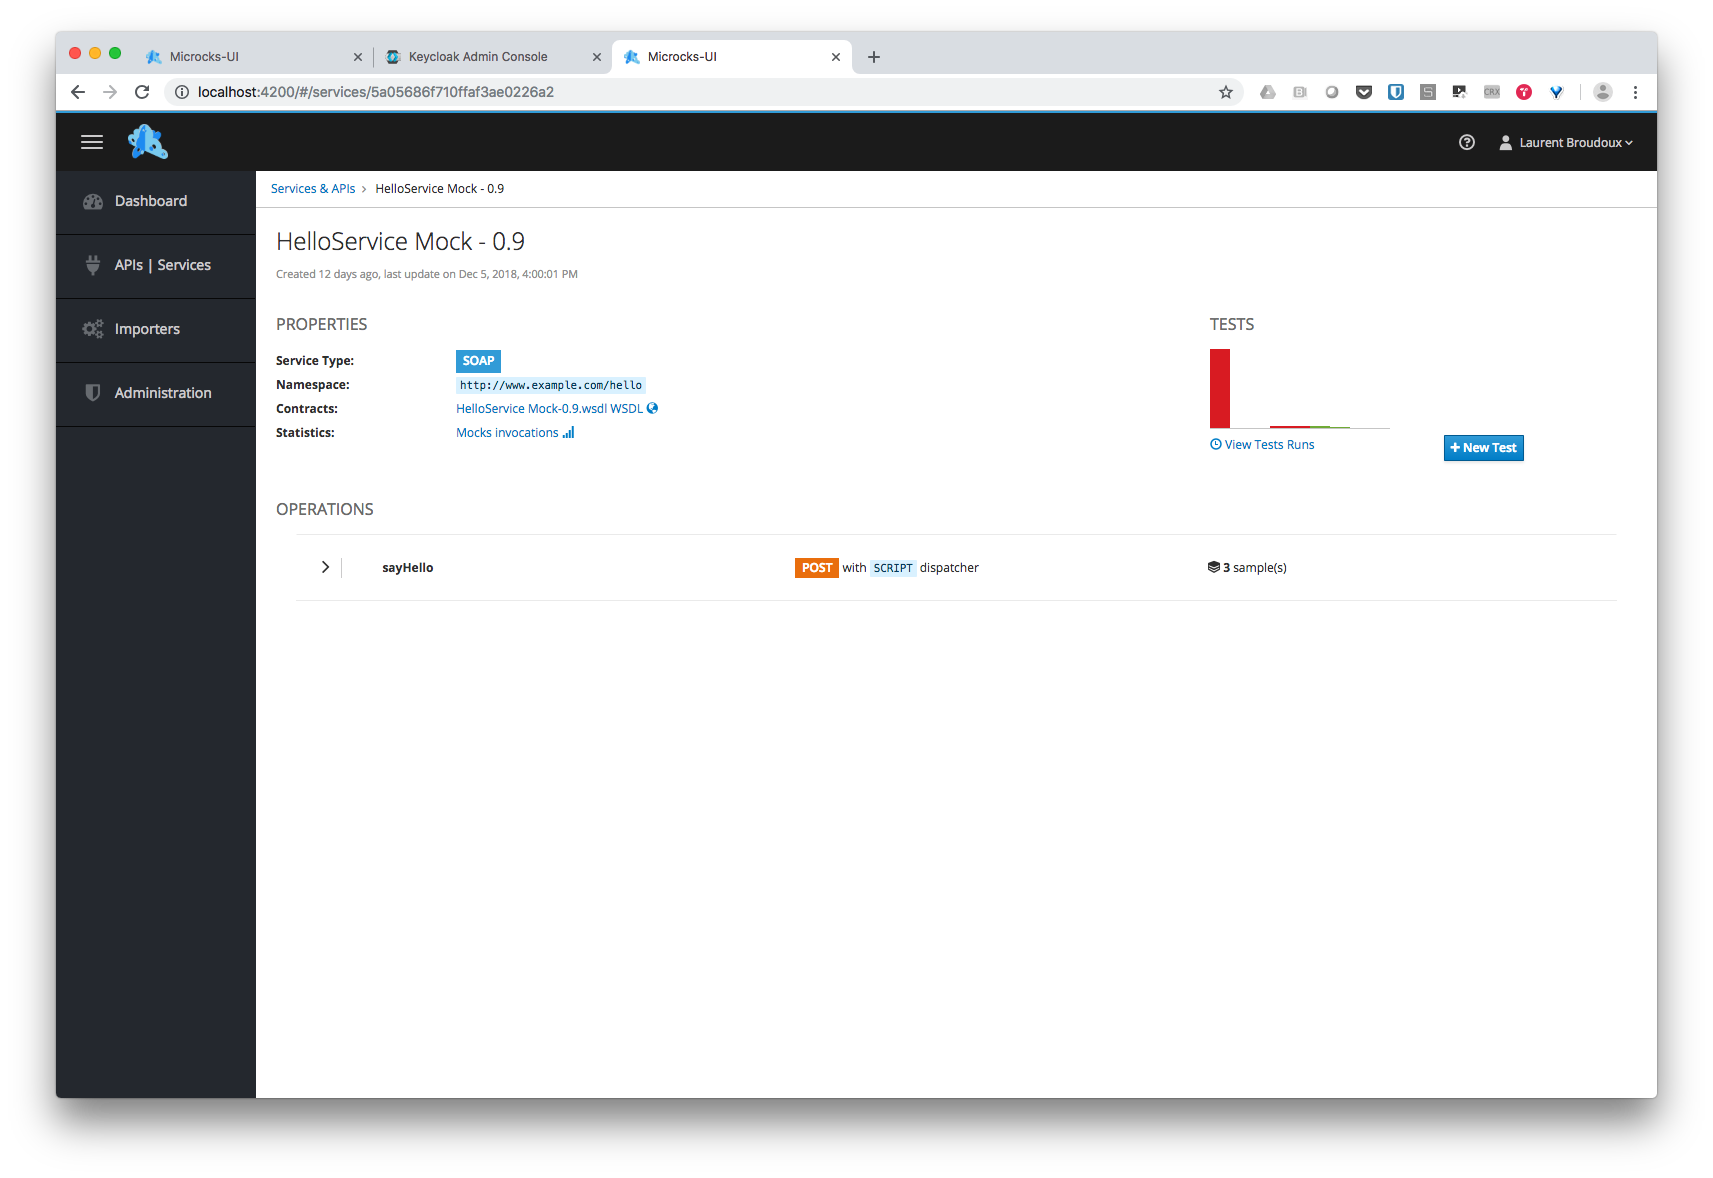 Microcks-UI
Keycloak Admin Console
Microcks-UI
localhost:4200/#/services/5a05686f710ffaf3ae0226a2
CRX
Laurent Broudoux
Dashboard
APIs | Services
Importers
Administration
Services & APIs > HelloService Mock - 0.9
HelloService Mock - 0.9
Created 12 days ago, last update on Dec 5, 2018, 4:00:01 PM
PROPERTIES
Service Type: SOAP
Namespace: http://www.example.com/hello
Contracts: HelloService Mock-0.9.wsdl WSDL
Statistics: Mocks invocations
TESTS
View Tests Runs
+ New Test
OPERATIONS
sayHello POST with SCRIPT dispatcher 3 sample(s)